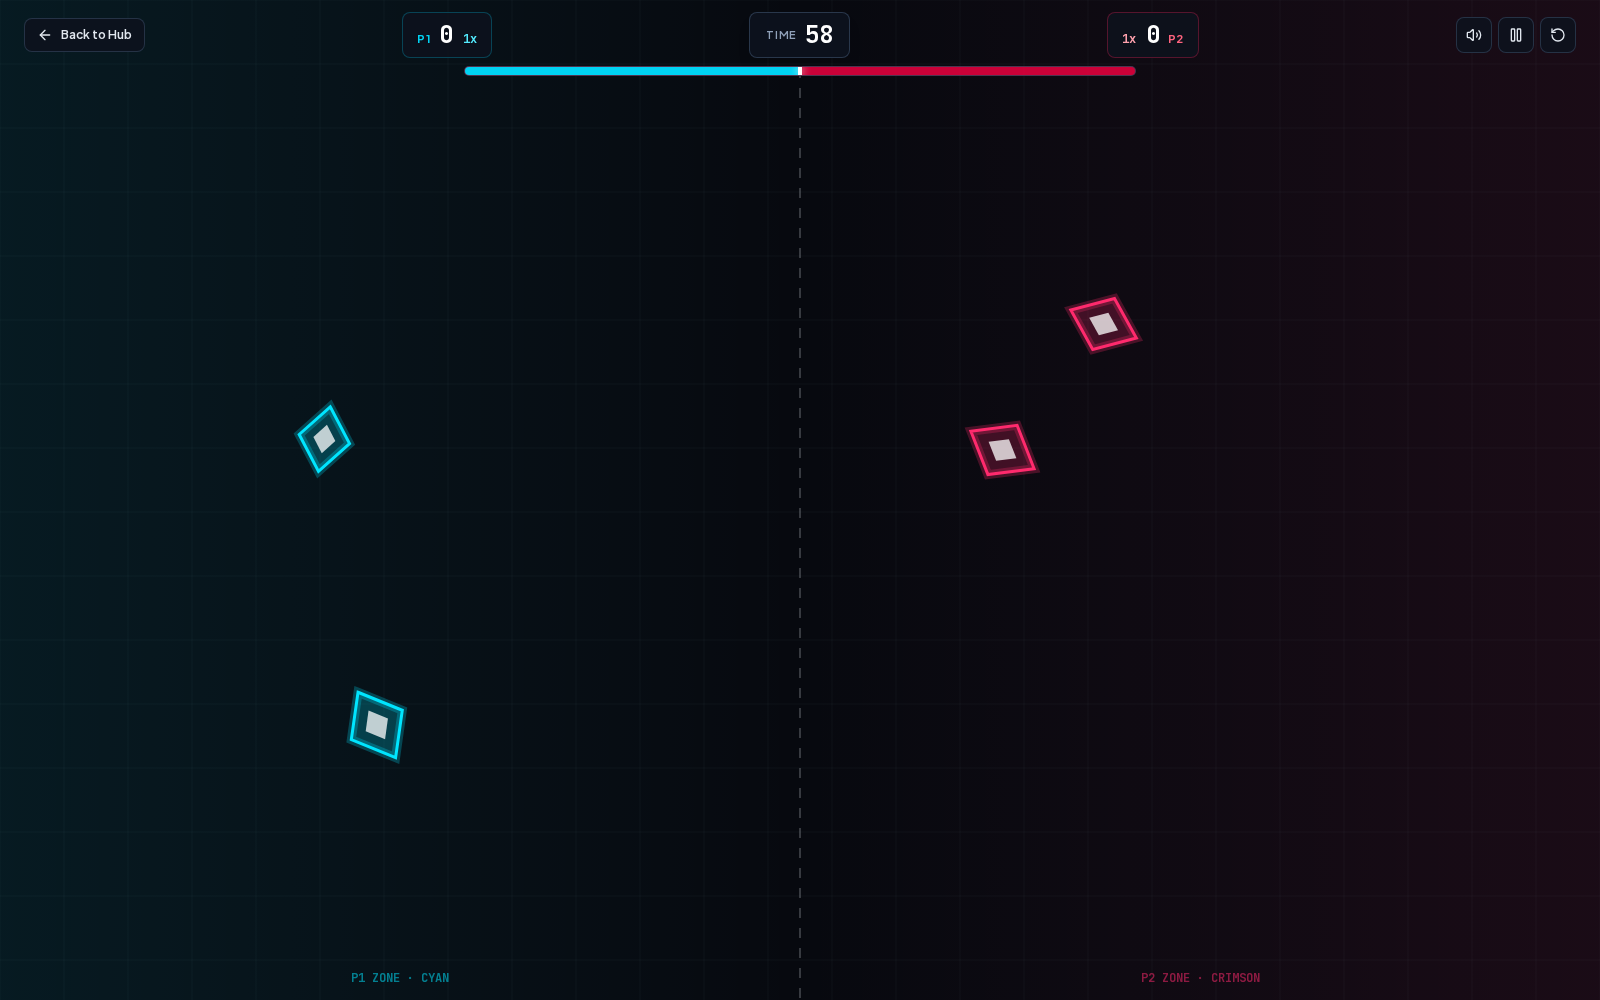 Back to Hub
P1 0 1x
TIME 58
1x 0 P2
P1 ZONE · CYAN
P2 ZONE · CRIMSON